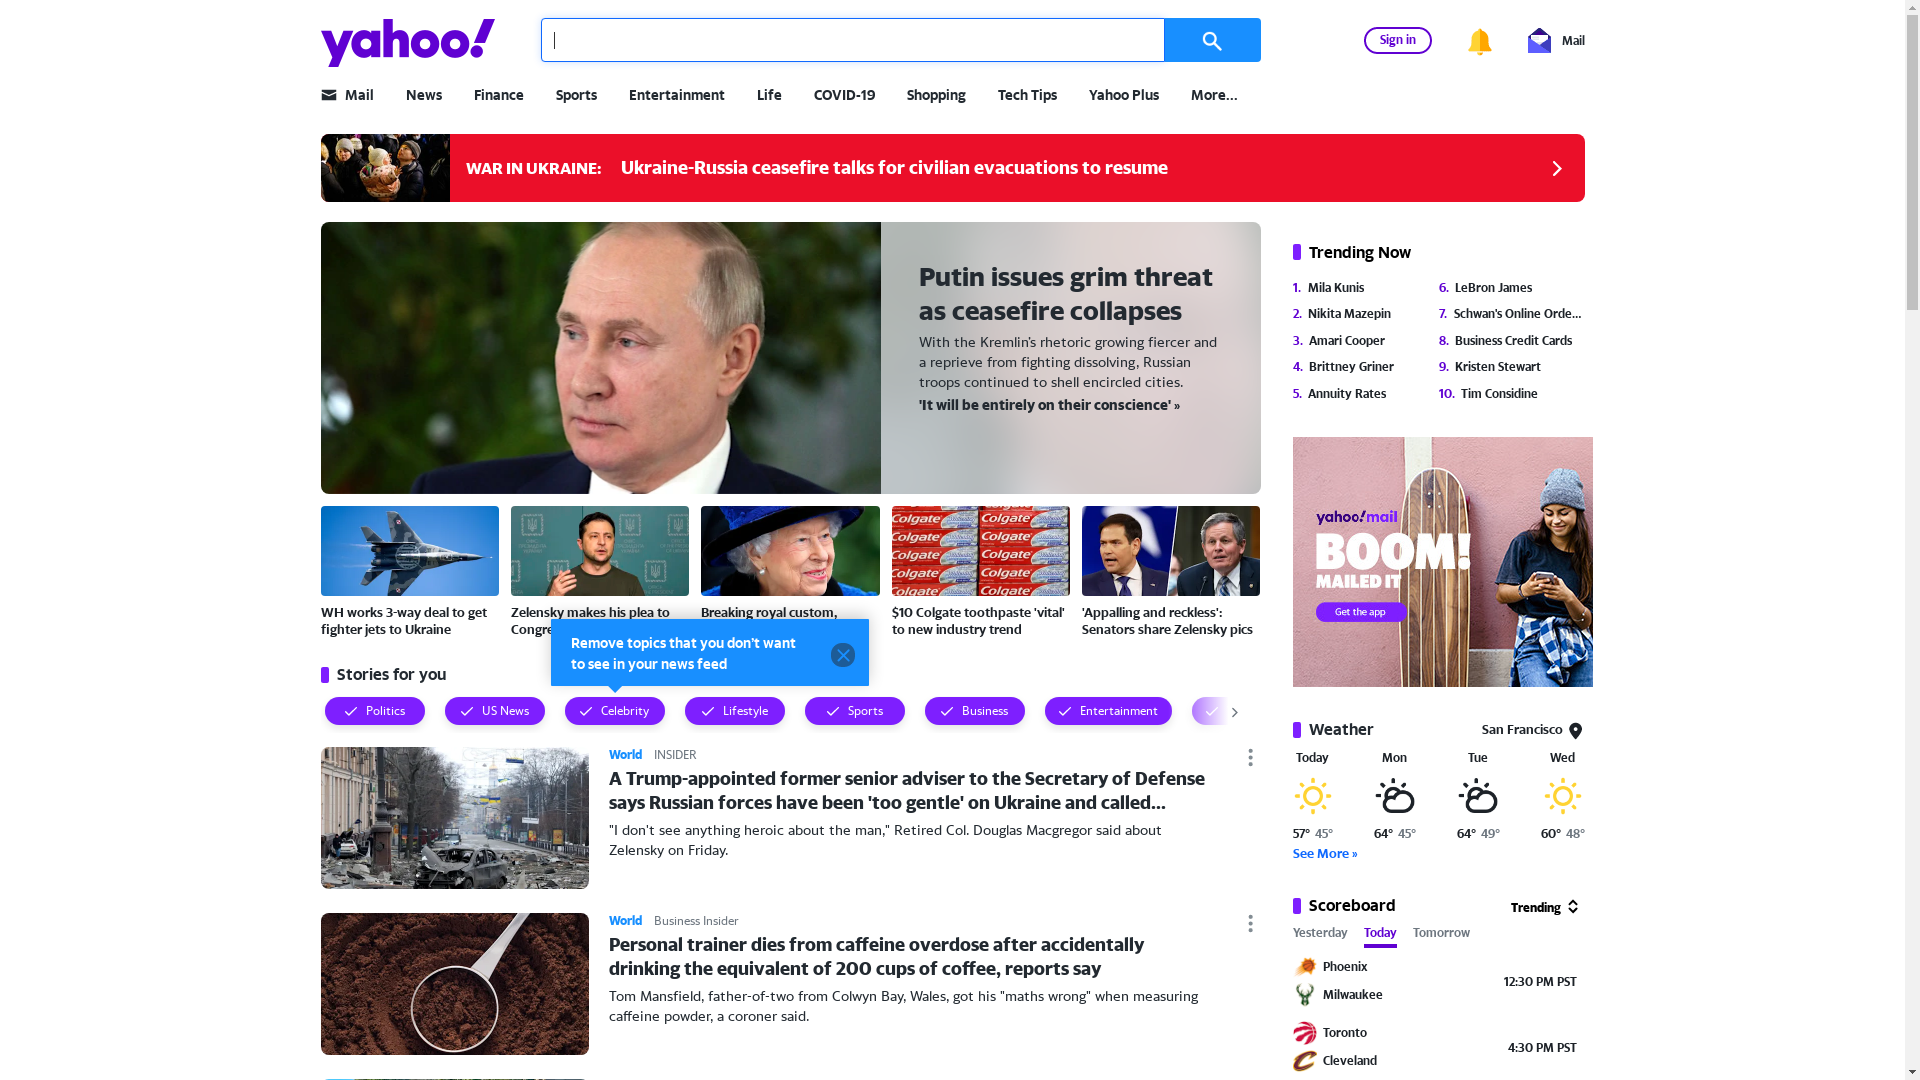 yahoo!
Sign in
Mail
Mail
News
Finance
Sports
Entertainment
Life
COVID-19
Shopping
Tech Tips
Yahoo Plus
More...
WAR IN UKRAINE: Ukraine-Russia ceasefire talks for civilian evacuations to resume
Putin issues grim threat
as ceasefire collapses
With the Kremlin's rhetoric growing fiercer and
a reprieve from fighting dissolving, Russian
troops continued to shell encircled cities.
'It will be entirely on their conscience' »
WH works 3-way deal to get
fighter jets to Ukraine
Zelensky makes his plea to
Breaking royal custom,
$10 Colgate toothpaste 'vital'
to new industry trend
'Appalling and reckless':
Senators share Zelensky pics
Remove topics that you don't want
to see in your news feed
Stories for you
Politics
US News
Celebrity
Lifestyle
Sports
Business
Entertainment
World INSIDER
A Trump-appointed former senior adviser to the Secretary of Defense
says Russian forces have been 'too gentle' on Ukraine and called...
"I don't see anything heroic about the man," Retired Col. Douglas Macgregor said about
Zelensky on Friday.
World Business Insider
Personal trainer dies from caffeine overdose after accidentally
drinking the equivalent of 200 cups of coffee, reports say
Tom Mansfield, father-of-two from Colwyn Bay, Wales, got his "maths wrong" when measuring
caffeine powder, a coroner said.
Trending Now
1. Mila Kunis
2. Nikita Mazepin
3. Amari Cooper
4. Brittney Griner
5. Annuity Rates
6. LeBron James
7. Schwan's Online Orde...
8. Business Credit Cards
9. Kristen Stewart
10. Tim Considine
yahoo!mail
BOOM!
MAILED IT
Get the app
Weather
San Francisco
Today Mon Tue Wed
57° 45° 64° 45° 64° 49° 60° 48°
See More »
Scoreboard
Trending
Yesterday Today Tomorrow
Phoenix
Milwaukee
12:30 PM PST
Toronto
Cleveland
4:30 PM PST